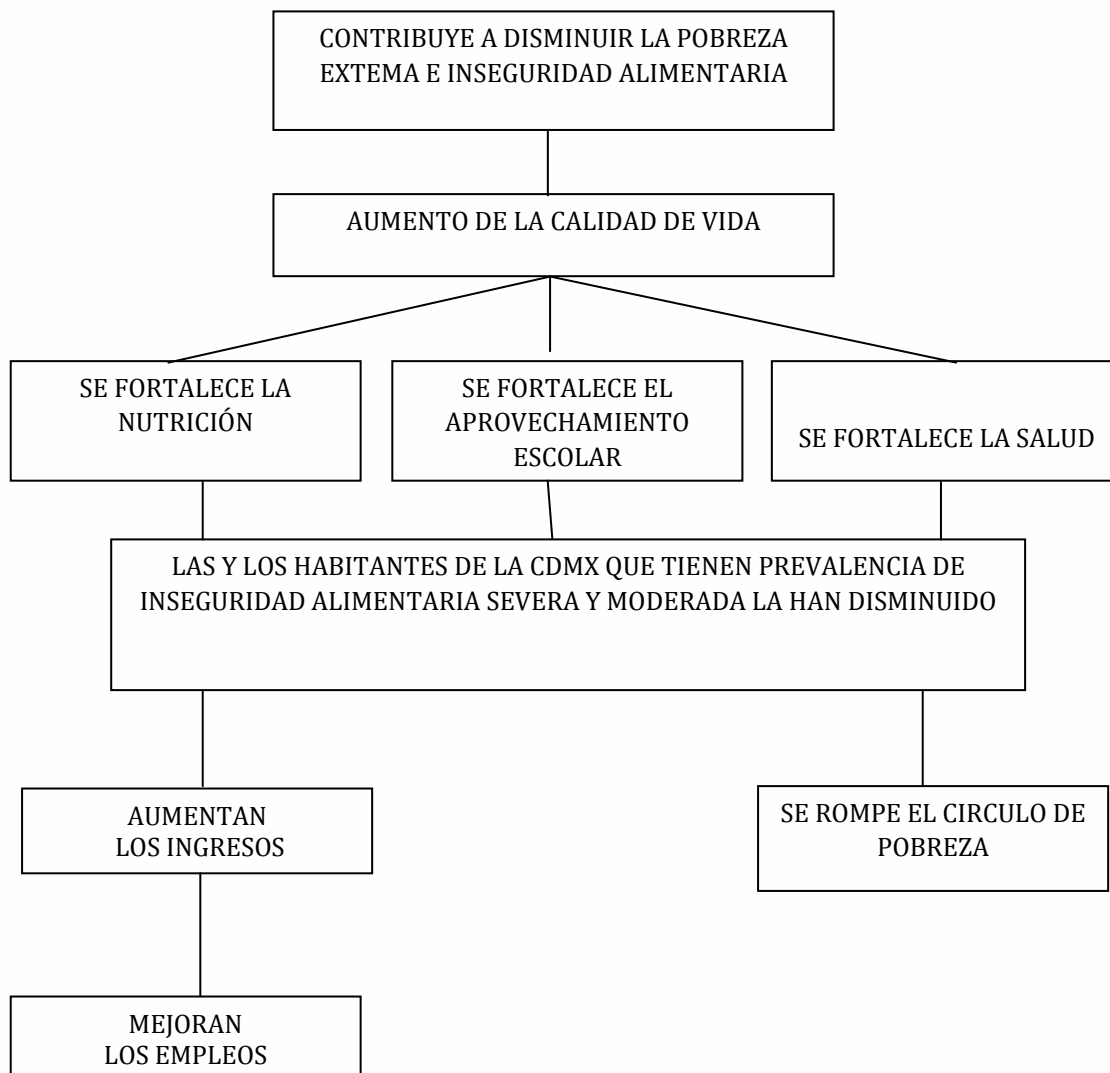 CONTRIBUYE A DISMINUIR LA POBREZA
EXTEMA E INSEGURIDAD ALIMENTARIA
AUMENTO DE LA CALIDAD DE VIDA
SE FORTALECE LA
NUTRICIÓN
SE FORTALECE EL
APROVECHAMIENTO
ESCOLAR
SE FORTALECE LA SALUD
LAS Y LOS HABITANTES DE LA CDMX QUE TIENEN PREVALENCIA DE
INSEGURIDAD ALIMENTARIA SEVERA Y MODERADA LA HAN DISMINUIDO
AUMENTAN
LOS INGRESOS
SE ROMPE EL CIRCULO DE
POBREZA
MEJORAN
LOS EMPLEOS